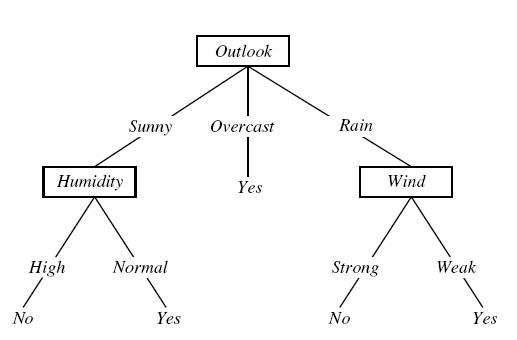 Outlook
Sunny Overcast Rain
Humidity Yes Wind
High Normal Strong Weak
No Yes No Yes